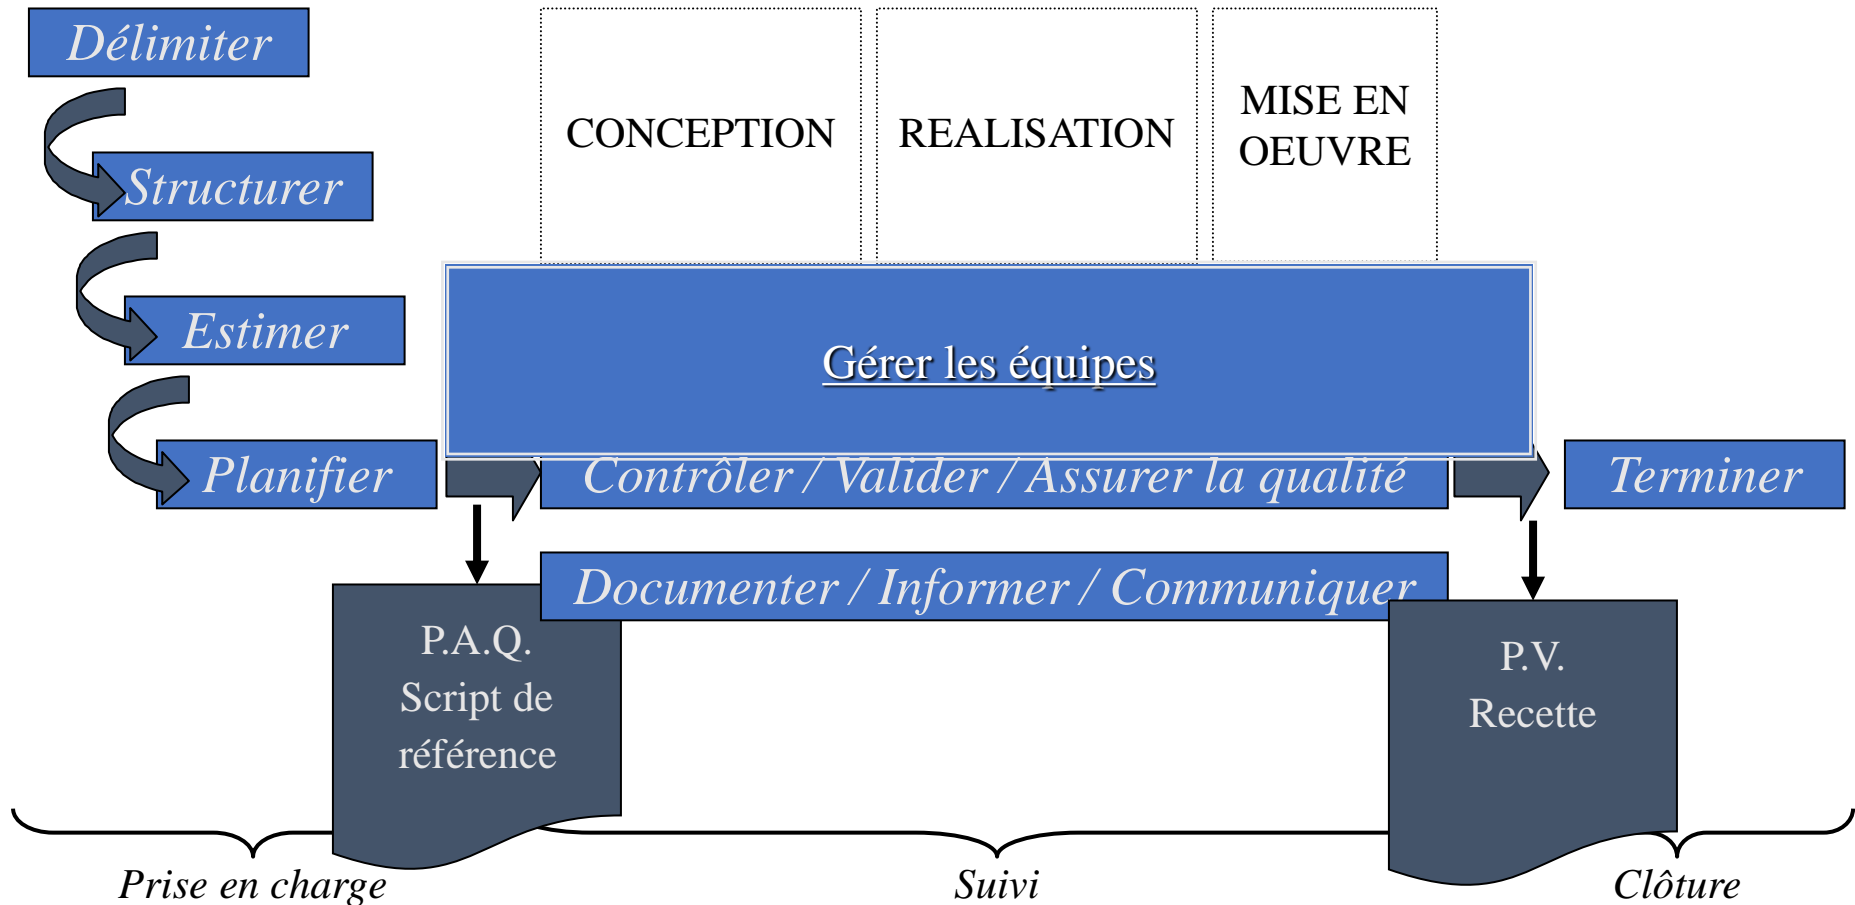 Délimiter
CONCEPTION
REALISATION
MISE EN
OEUVRE
Structurer
Estimer
Gérer les équipes
Planifier
Contrôler / Valider / Assurer la qualité
Terminer
Documenter / Informer / Communiquer
P.A.Q.
Script de
référence
P.V.
Recette
Prise en charge
Suivi
Clôture